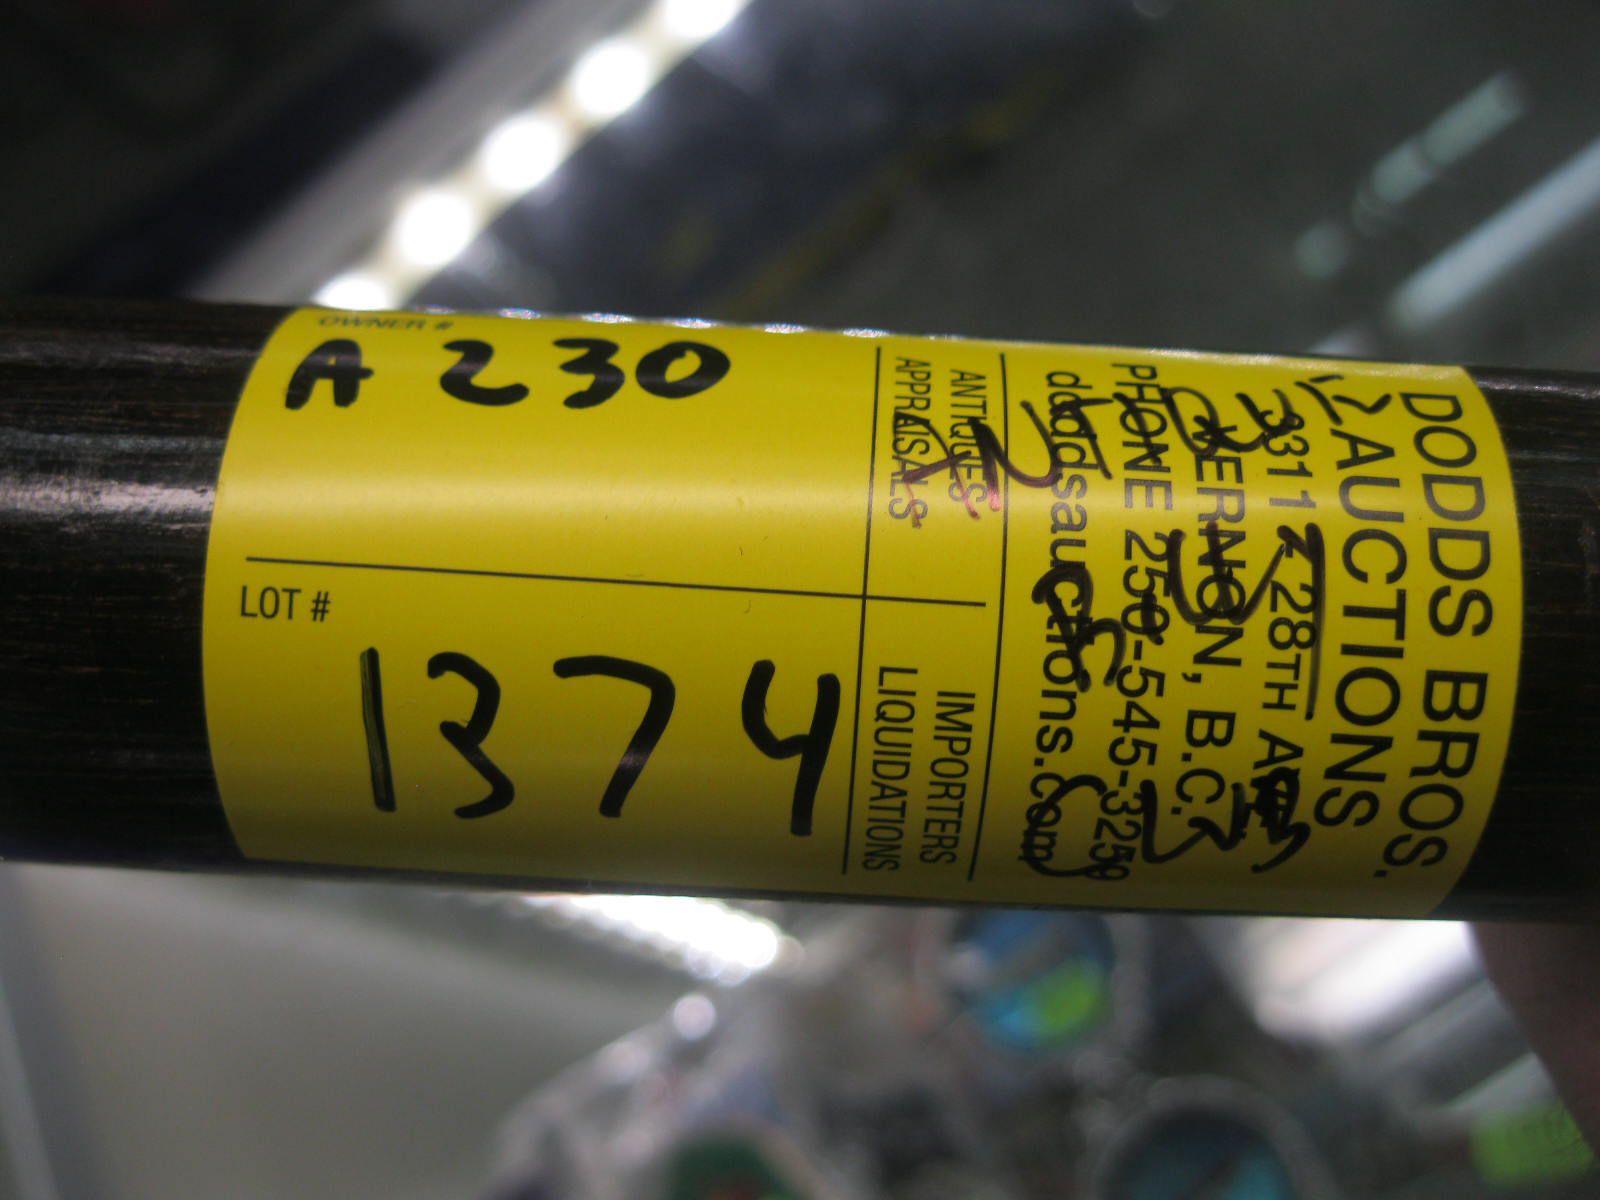 DODDS BROS.
AUCTIONS
3311 28TH
VERNON, B.C.
PHONE 250-545-3259
doddsauctions.com
ANTIQUES IMPORTERS
APPRAISALS LIQUIDATIONS
OWNER #
A 230
LOT #
1374